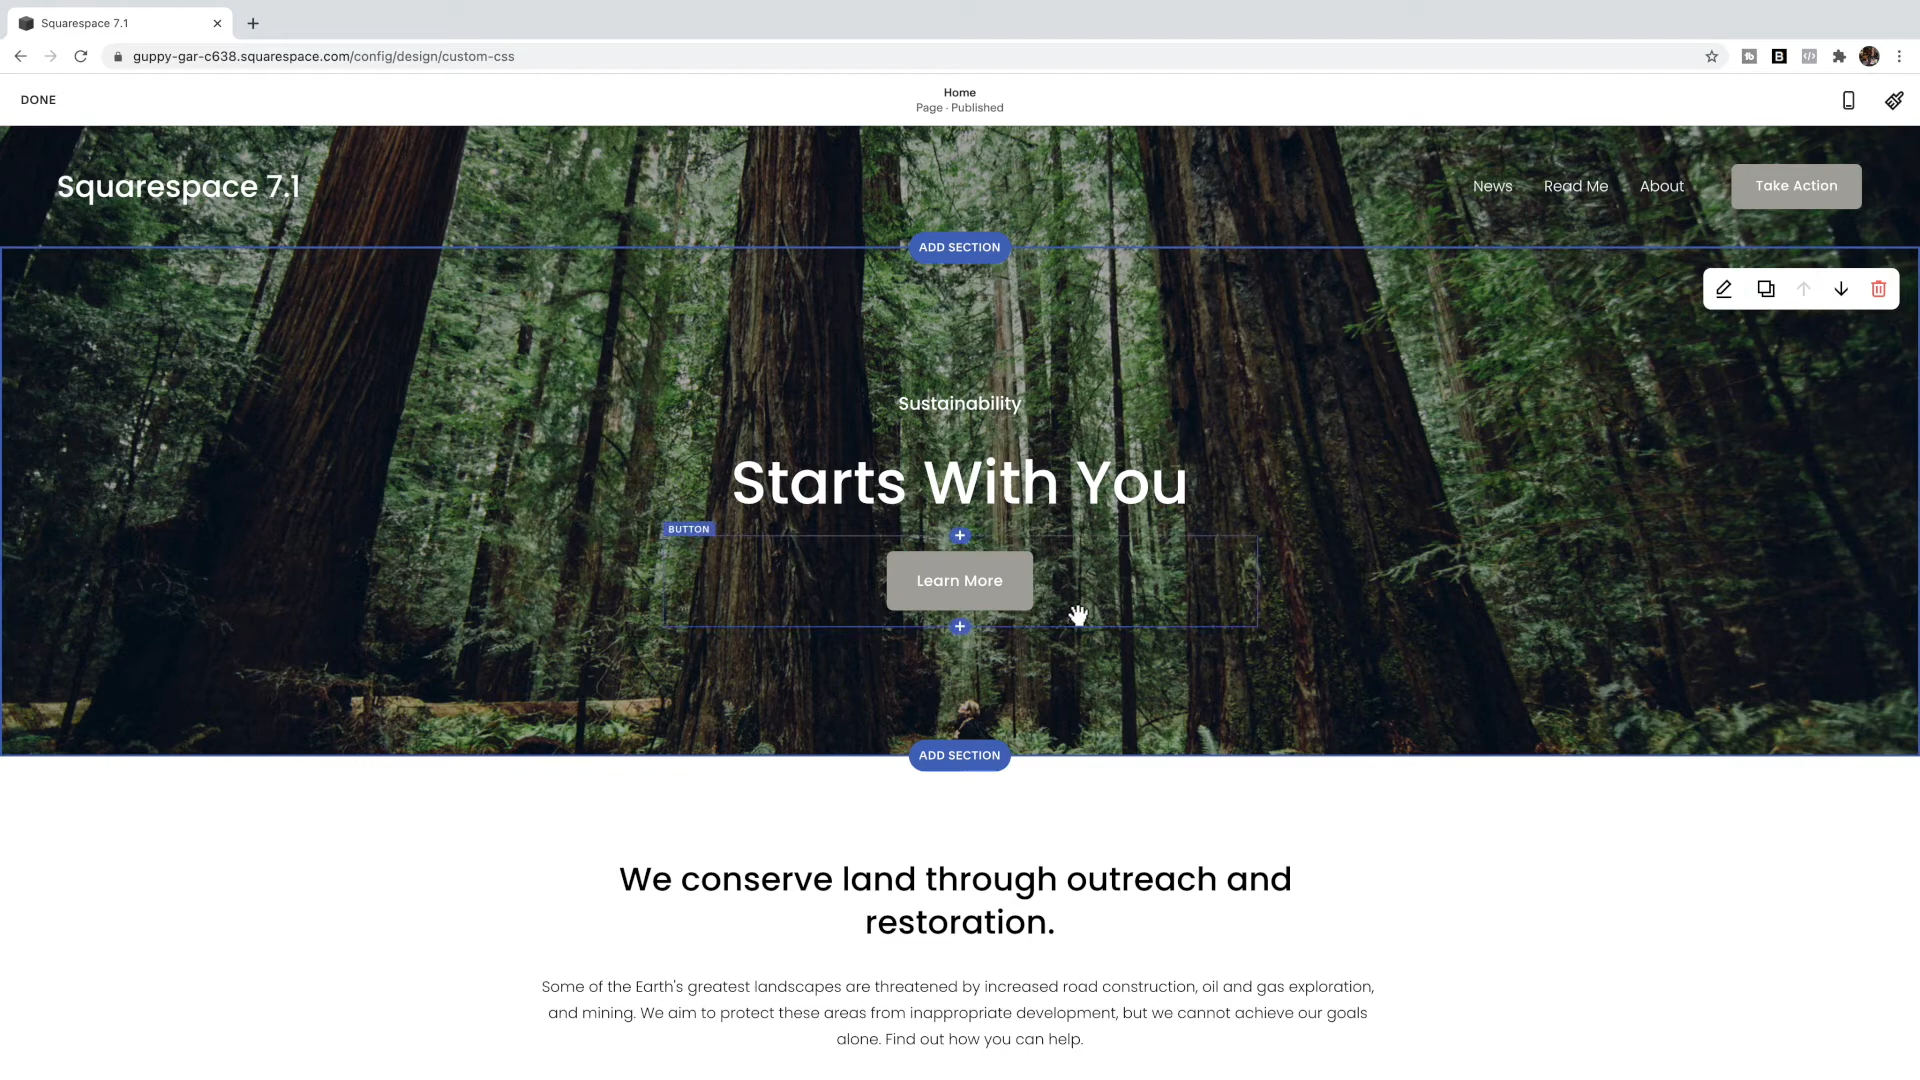 Squarespace 7.1
guppy-gar-c638.squarespace.com/config/design/custom-css
DONE
Home
Page · Published
Squarespace 7.1
News
Read Me
About
Take Action
ADD SECTION
Sustainability
Starts With You
BUTTON
Learn More
ADD SECTION
We conserve land through outreach and
restoration.
Some of the Earth's greatest landscapes are threatened by increased road construction, oil and gas exploration,
and mining. We aim to protect these areas from inappropriate development, but we cannot achieve our goals
alone. Find out how you can help.